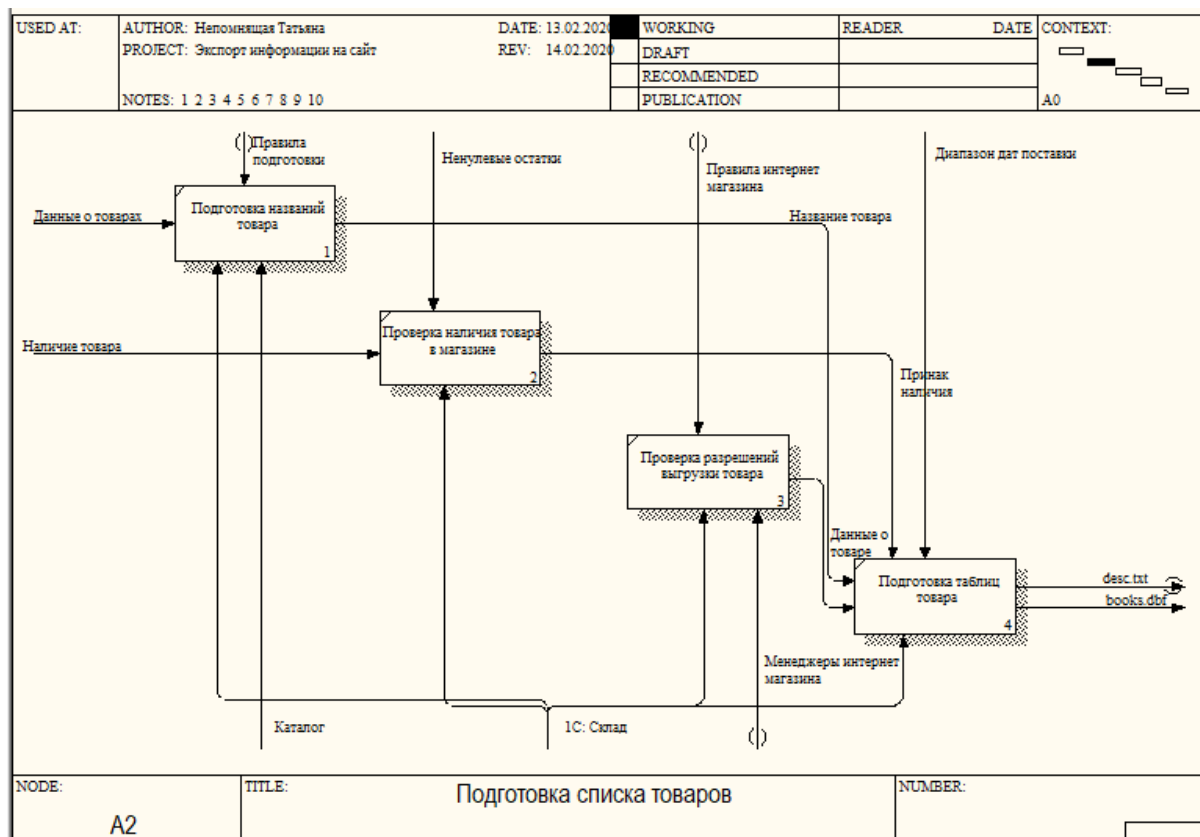 USED AT:
AUTHOR: Непомнящая Татьяна
DATE: 13.02.2020
PROJECT: Экспорт информации на сайт
REV: 14.02.2020
NOTES: 1 2 3 4 5 6 7 8 9 10
WORKING
DRAFT
RECOMMENDED
PUBLICATION
READER
DATE
CONTEXT:
A0
Правила
подготовки
Ненулевые остатки
Правила интернет
магазина
Диапазон дат поставки
Данные о товарах
Подготовка названий
товара
1
Название товара
Наличие товара
Проверка наличия товара
в магазине
2
Принак
наличия
Проверка разрешений
выгрузки товара
3
Данные о
товаре
Подготовка таблиц
товара
4
desc.txt
books.dbf
Менеджеры интернет
магазина
Каталог
1С: Склад
NODE:
A2
TITLE:
Подготовка списка товаров
NUMBER: